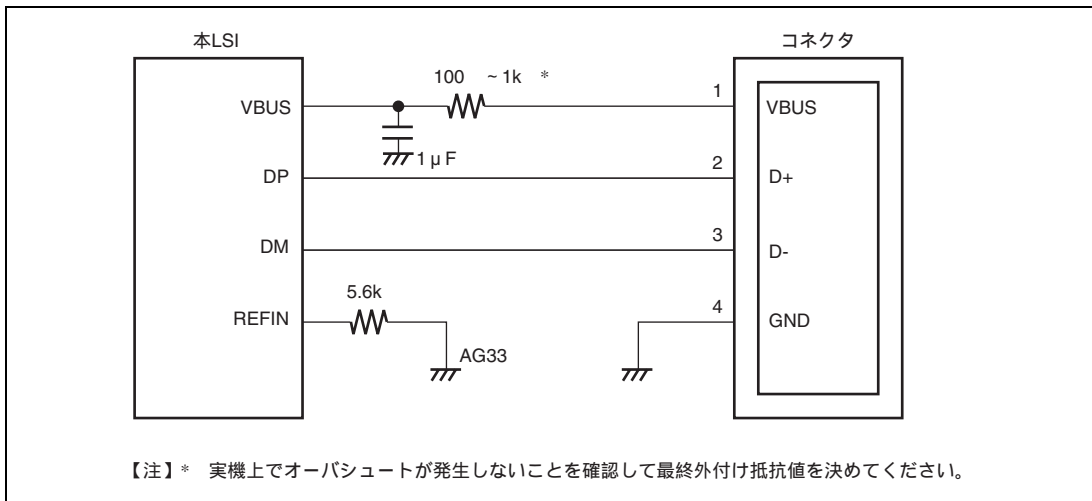 本LSI
コネクタ
100 ~ 1k *
1
VBUS
VBUS
1 μ F
2
DP
D+
3
DM
D-
5.6k
4
REFIN
GND
AG33
【注】* 実機上でオーバシュートが発生しないことを確認して最終外付け抵抗値を決めてください。